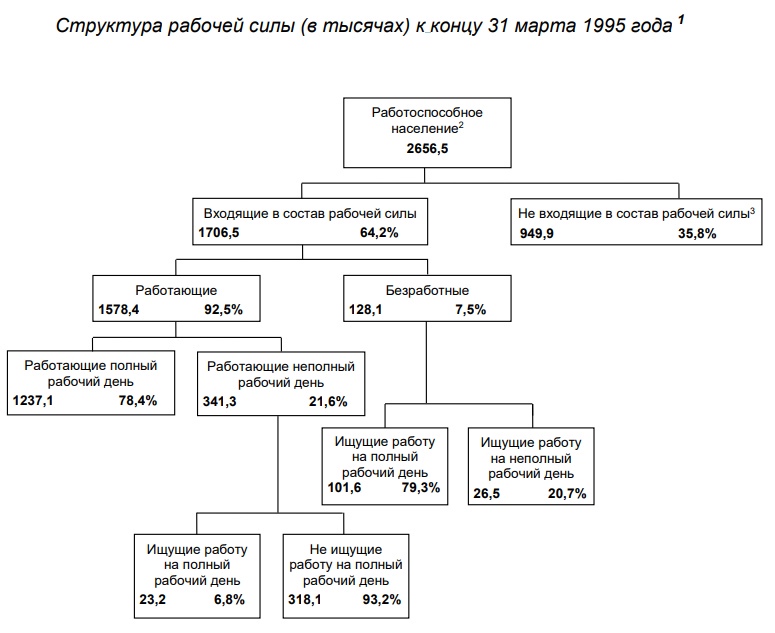 Структура рабочей силы (в тысячах) к концу 31 марта 1995 года 1
Работоспособное
население2
2656,5
Входящие в состав рабочей силы
1706,5 64,2%
Не входящие в состав рабочей силы3
949,9 35,8%
Работающие
1578,4 92,5%
Безработные
128,1 7,5%
Работающие полный
рабочий день
1237,1 78,4%
Работающие неполный
рабочий день
341,3 21,6%
Ищущие работу
на полный
рабочий день
101,6 79,3%
Ищущие работу
на неполный
рабочий день
26,5 20,7%
Ищущие работу
на полный
рабочий день
23,2 6,8%
Не ищущие
работу на полный
рабочий день
318,1 93,2%